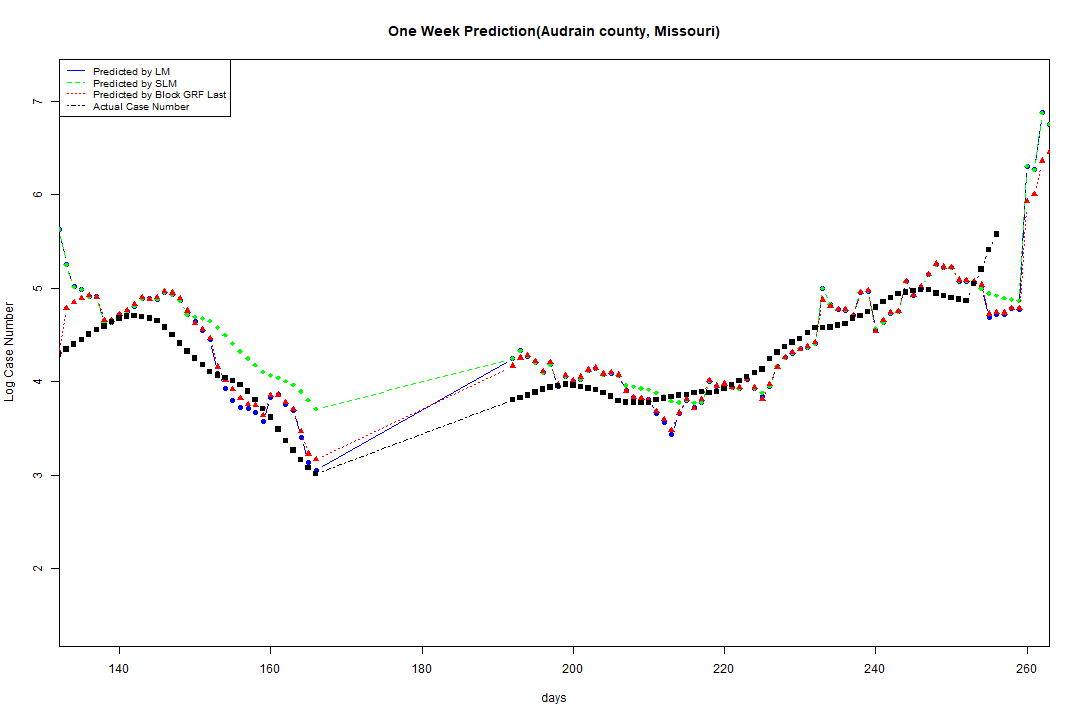 One Week Prediction(Audrain county, Missouri)
Predicted by LM
Predicted by SLM
Predicted by Block GRF Last
Actual Case Number
7
6
5
4
3
2
Log Case Number
140 160 180 200 220 240 260
days